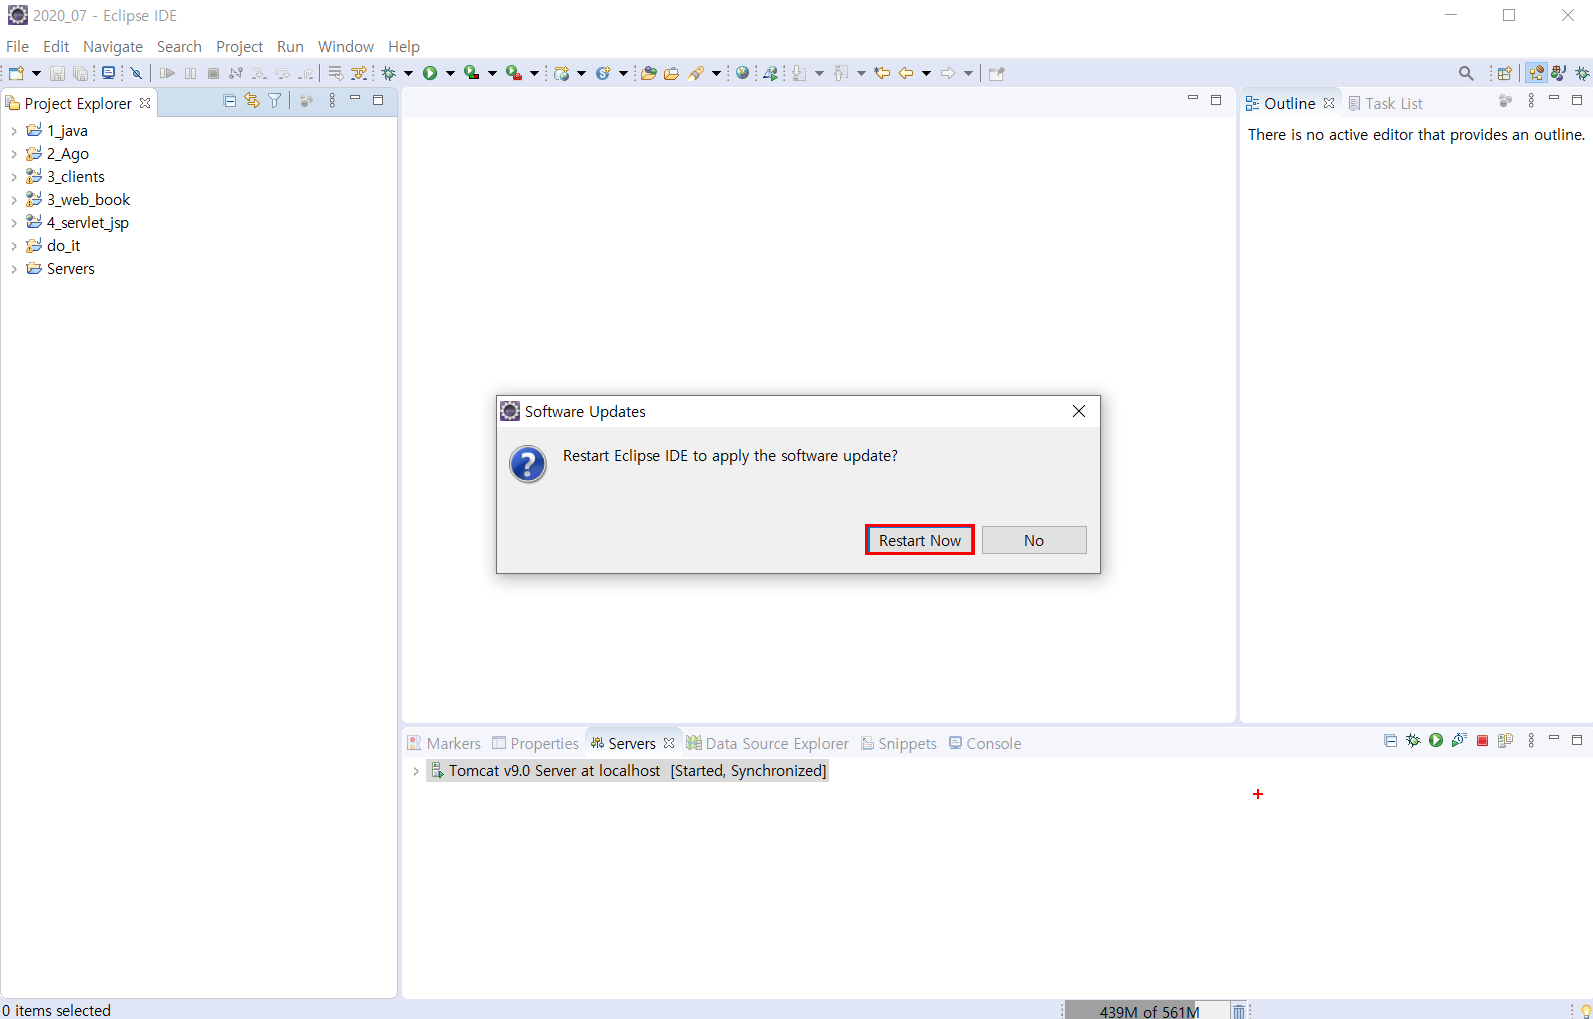 2020_07 - Eclipse IDE
File Edit Navigate Search Project Run Window Help
Project Explorer
1_java
2_Ago
3_clients
3_web_book
4_servlet_jsp
do_it
Servers
Outline Task List
There is no active editor that provides an outline.
Software Updates
Restart Eclipse IDE to apply the software update?
Restart Now No
Markers Properties Servers Data Source Explorer Snippets Console
Tomcat v9.0 Server at localhost [Started, Synchronized]
0 items selected
439M of 561M